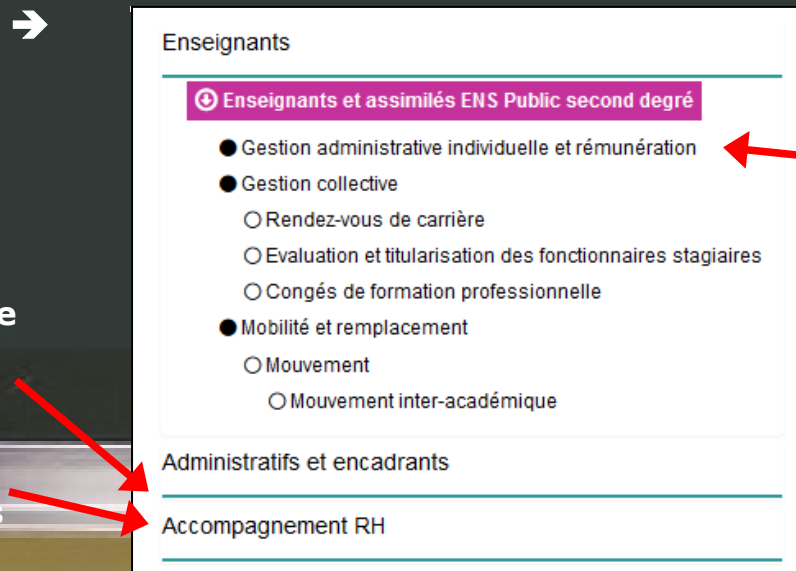 Enseignants
Enseignants et assimilés ENS Public second degré
Gestion administrative individuelle et rémunération
Gestion collective
Rendez-vous de carrière
Evaluation et titularisation des fonctionnaires stagiaires
Congés de formation professionnelle
Mobilité et remplacement
Mouvement
Mouvement inter-académique
Administratifs et encadrants
Accompagnement RH